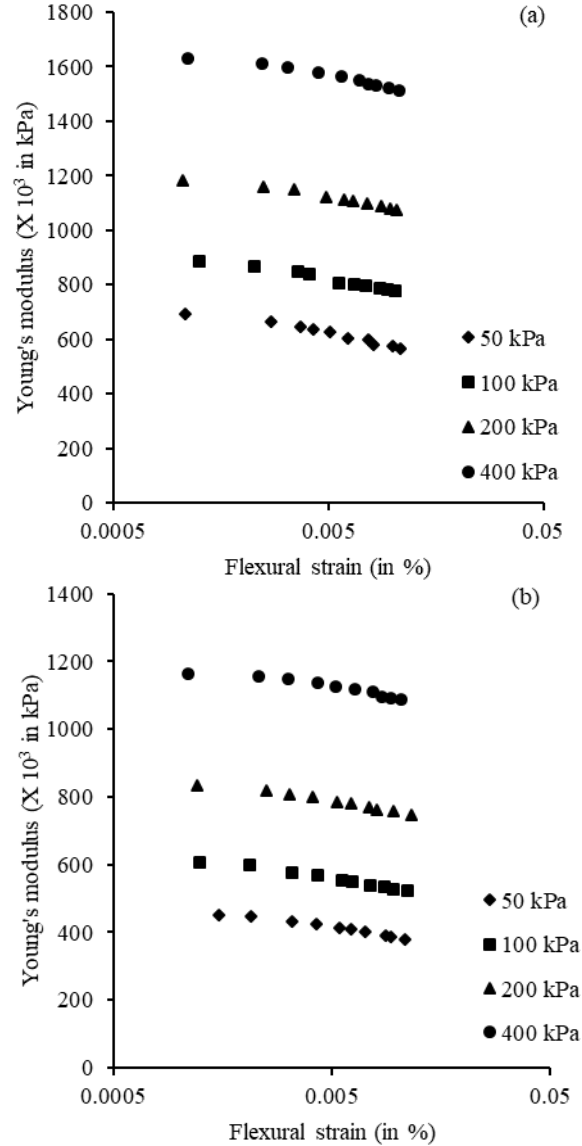 (a)
Young's modulus (X 10³ in kPa)
1800
1600
1400
1200
1000
800
600
400
200
0
50 kPa
100 kPa
200 kPa
400 kPa
0.0005
0.005
0.05
Flexural strain (in %)
(b)
Young's modulus (X 10³ in kPa)
1400
1200
1000
800
600
400
200
0
50 kPa
100 kPa
200 kPa
400 kPa
0.0005
0.005
0.05
Flexural strain (in %)